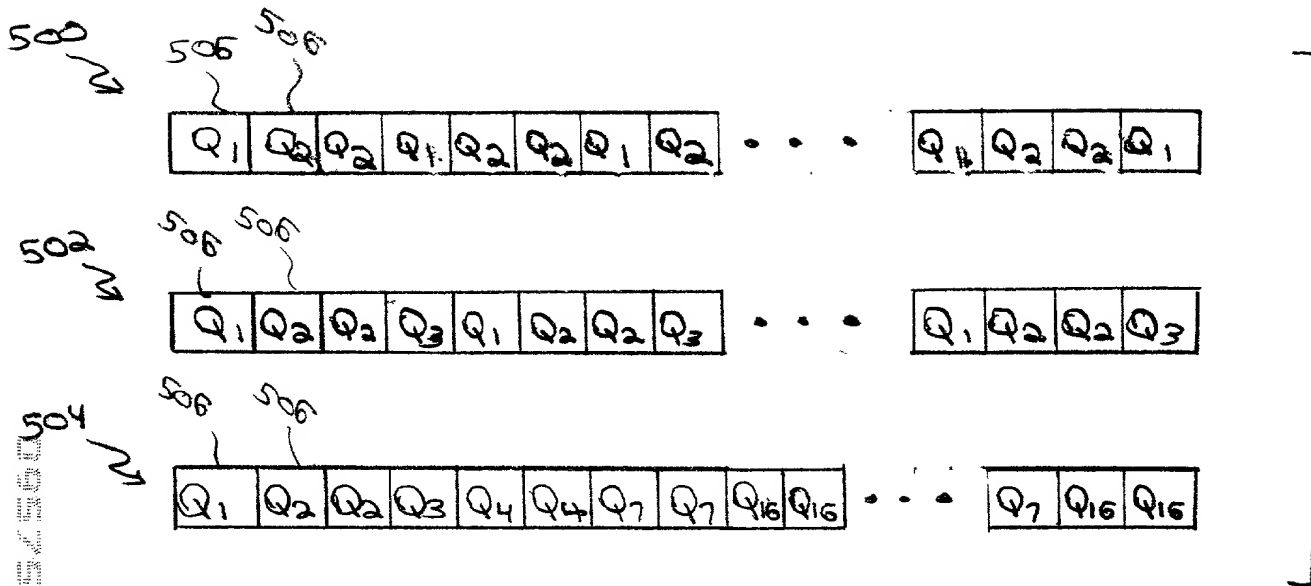 500 506 506
Q1 Q2 Q2 Q1 Q2 Q2 Q1 Q2 • • • Q1 Q2 Q2 Q1
502 506 506
Q1 Q2 Q2 Q3 Q1 Q2 Q2 Q3 • • • Q1 Q2 Q2 Q3
504 506 506
Q1 Q2 Q2 Q3 Q4 Q4 Q7 Q7 Q16 Q16 • • • Q7 Q16 Q16